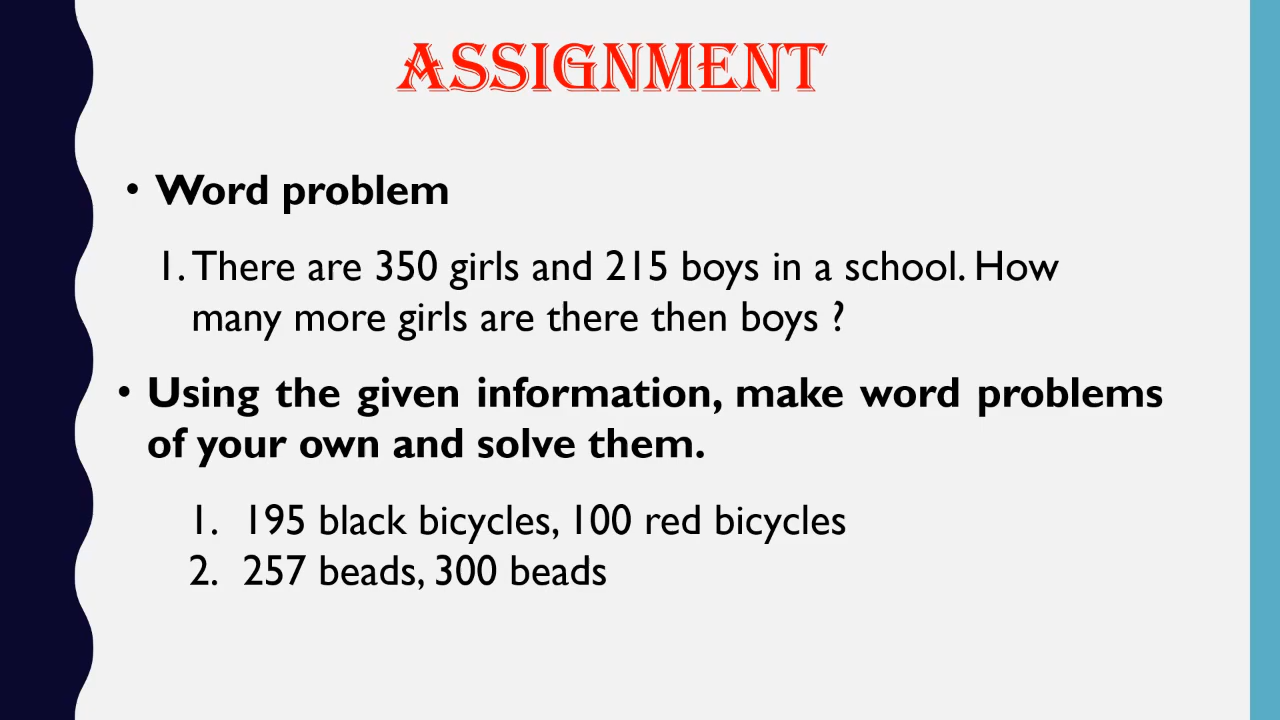 ASSIGNMENT
• Word problem
1. There are 350 girls and 215 boys in a school. How
many more girls are there then boys ?
• Using the given information, make word problems
of your own and solve them.
1. 195 black bicycles, 100 red bicycles
2. 257 beads, 300 beads